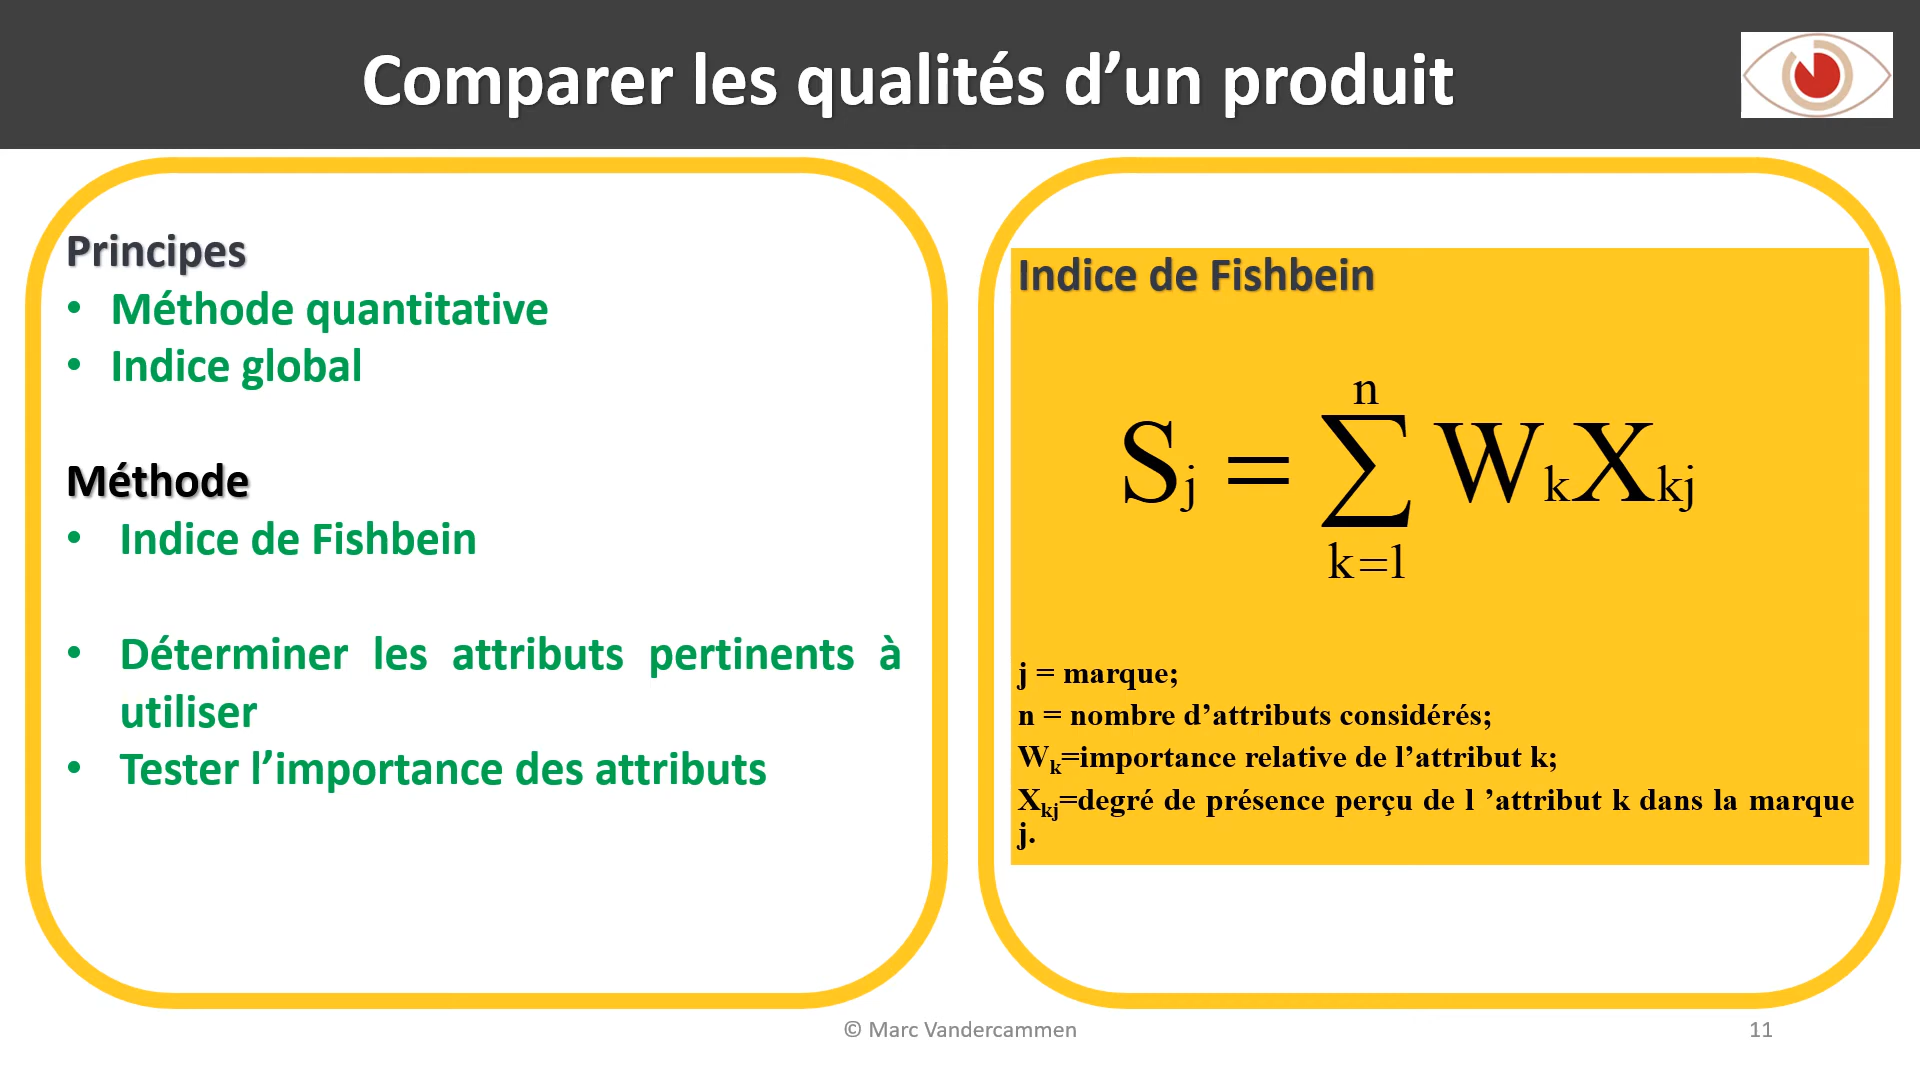 Comparer les qualités d’un produit
Principes
• Méthode quantitative
• Indice global
Méthode
• Indice de Fishbein
• Déterminer les attributs pertinents à
utiliser
• Tester l’importance des attributs
Indice de Fishbein
n
Sj = ∑ WkXkj
k=1
j = marque;
n = nombre d’attributs considérés;
Wk=importance relative de l’attribut k;
Xkj=degré de présence perçu de l ’attribut k dans la marque
j.
© Marc Vandercammen
11